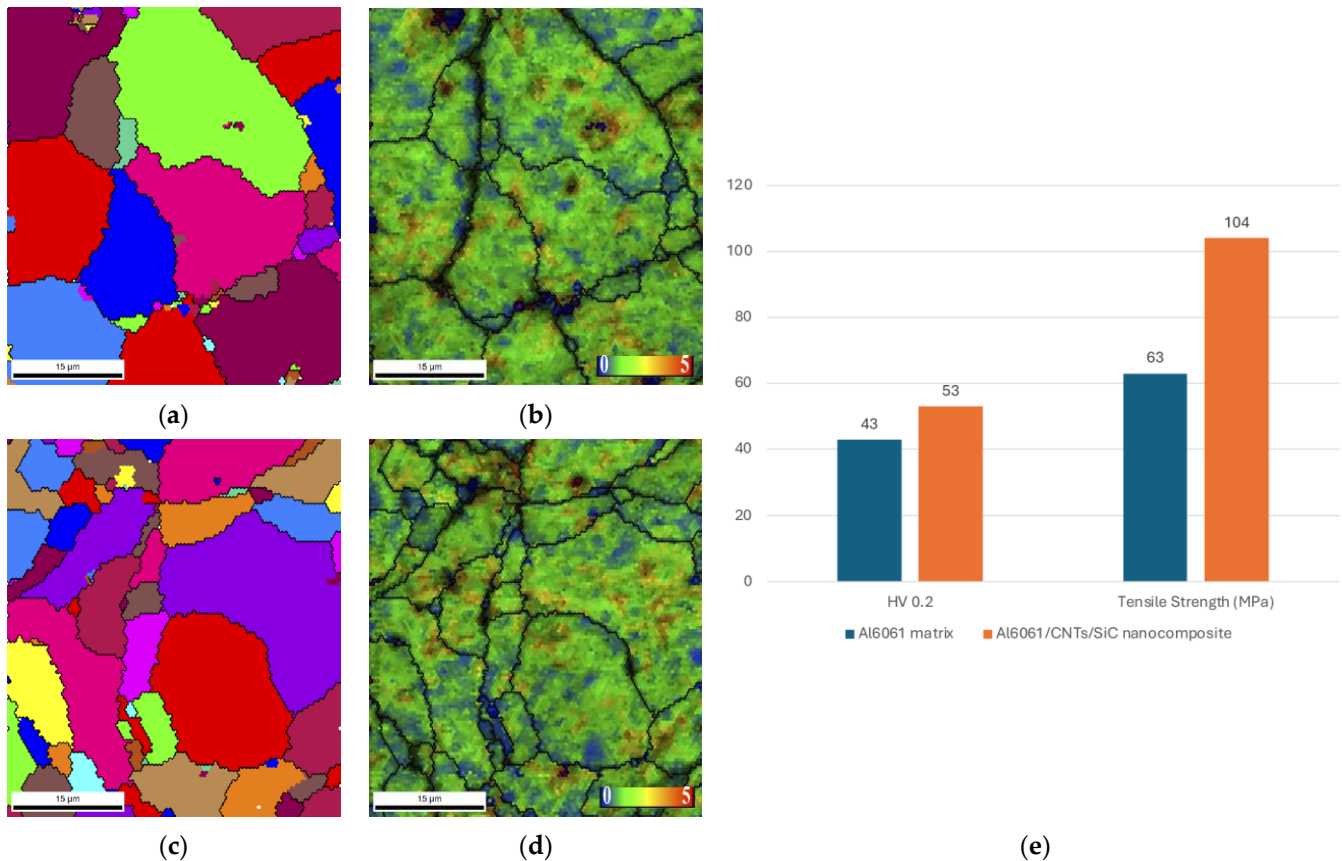 15 µm
15 µm
0 5
(a)
(b)
15 µm
15 µm
0 5
(c)
(d)
120
100
80
60
40
20
0
43
53
63
104
HV 0.2
Tensile Strength (MPa)
Al6061 matrix
Al6061/CNTs/SiC nanocomposite
(e)